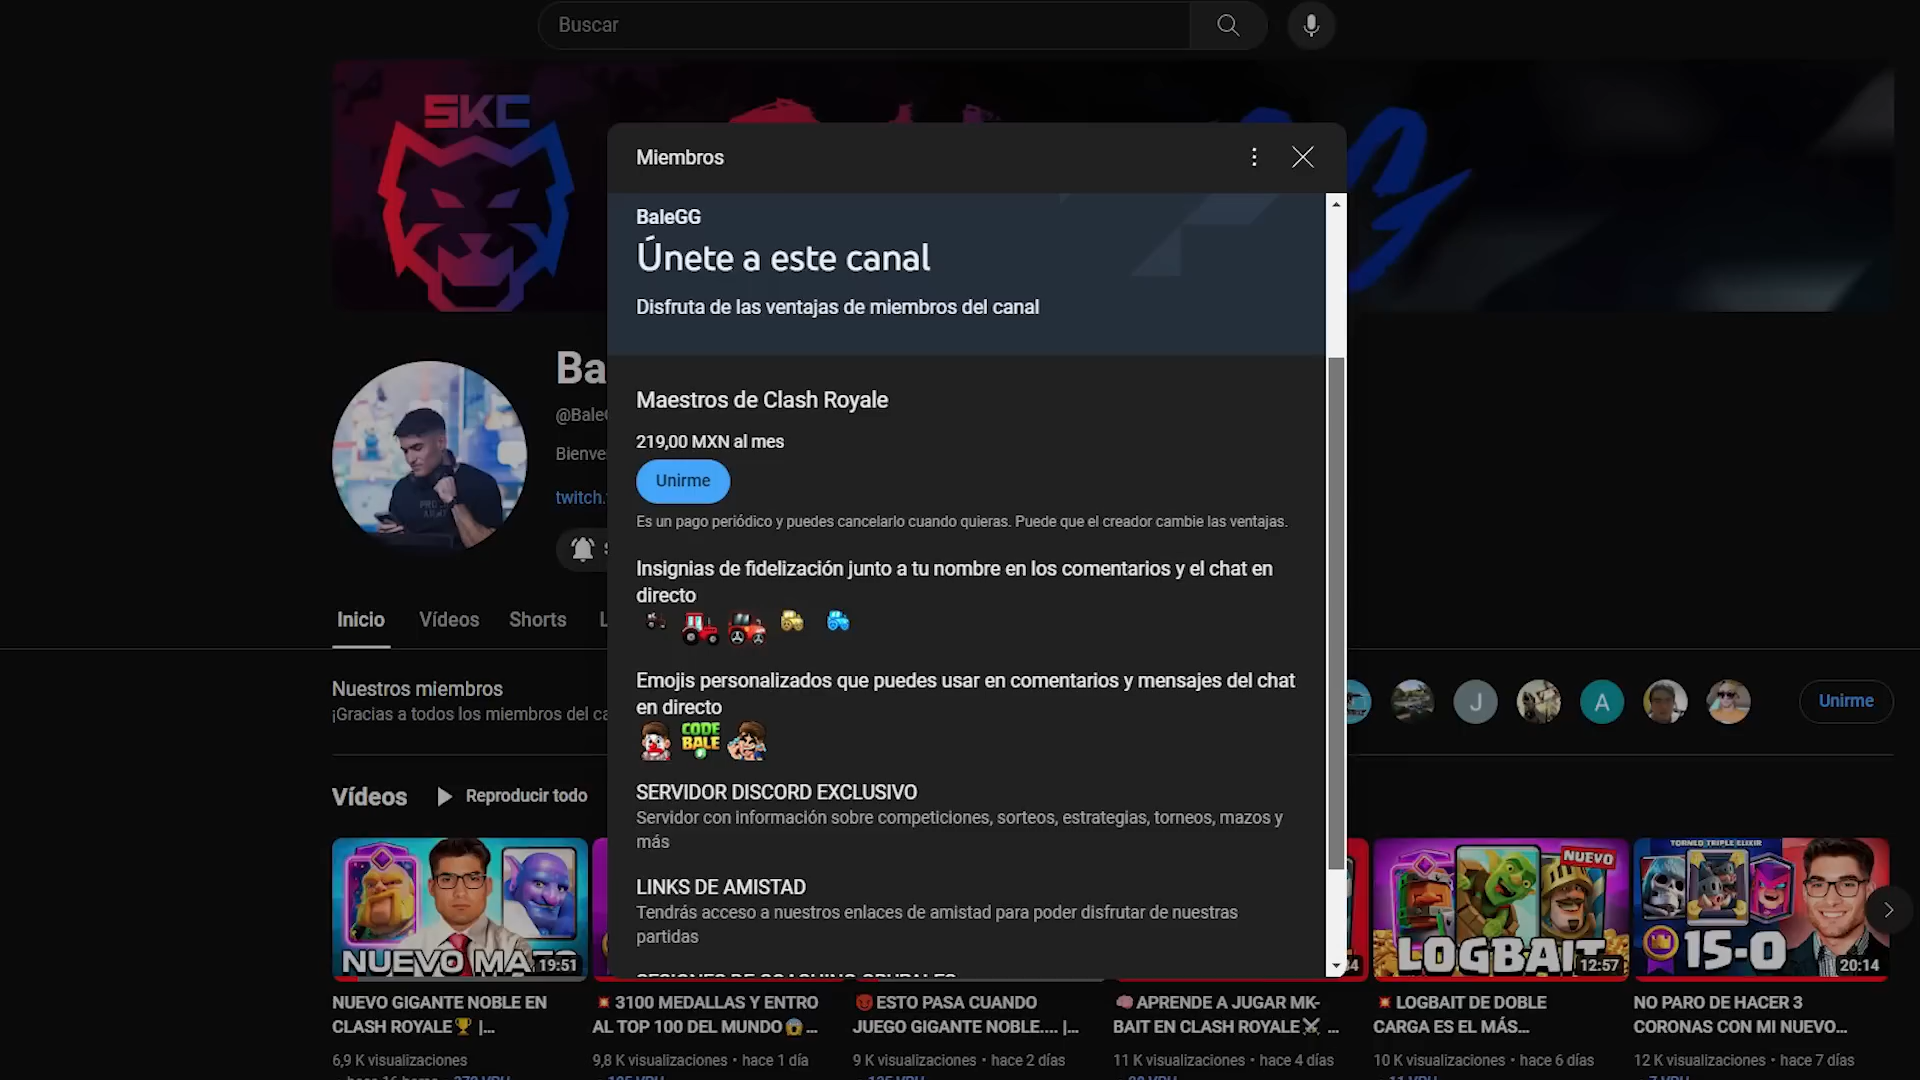 Buscar
SKC
Miembros
BaleGG
Únete a este canal
Disfruta de las ventajas de miembros del canal
Ba
@Bale
Bienve
twitch.
Maestros de Clash Royale
219,00 MXN al mes
Unirme
Es un pago periódico y puedes cancelarlo cuando quieras. Puede que el creador cambie las ventajas.
Insignias de fidelización junto a tu nombre en los comentarios y el chat en
directo
Inicio Vídeos Shorts L
Emojis personalizados que puedes usar en comentarios y mensajes del chat
en directo
CODE
BALE
Nuestros miembros
¡Gracias a todos los miembros del ca
J
A
Unirme
SERVIDOR DISCORD EXCLUSIVO
Servidor con información sobre competiciones, sorteos, estrategias, torneos, mazos y
más
LINKS DE AMISTAD
Tendrás acceso a nuestros enlaces de amistad para poder disfrutar de nuestras
partidas
SESIONES DE COACHING GRUPALES
Vídeos Reproducir todo
NUEVO MAZO
19:51
NUEVO
LOGBAIT
12:57
TORNEO TRIPLE ELIXIR
15-0
20:14
NUEVO GIGANTE NOBLE EN
CLASH ROYALE🏆 |...
6,9 K visualizaciones
💥 3100 MEDALLAS Y ENTRO
AL TOP 100 DEL MUNDO😱 ...
9,8 K visualizaciones • hace 1 día
😡ESTO PASA CUANDO
JUEGO GIGANTE NOBLE.... |...
9 K visualizaciones • hace 2 días
🧠APRENDE A JUGAR MK-
BAIT EN CLASH ROYALE⚔️ ...
11 K visualizaciones • hace 4 días
💥 LOGBAIT DE DOBLE
CARGA ES EL MÁS...
10 K visualizaciones • hace 6 días
NO PARO DE HACER 3
CORONAS CON MI NUEVO...
12 K visualizaciones • hace 7 días